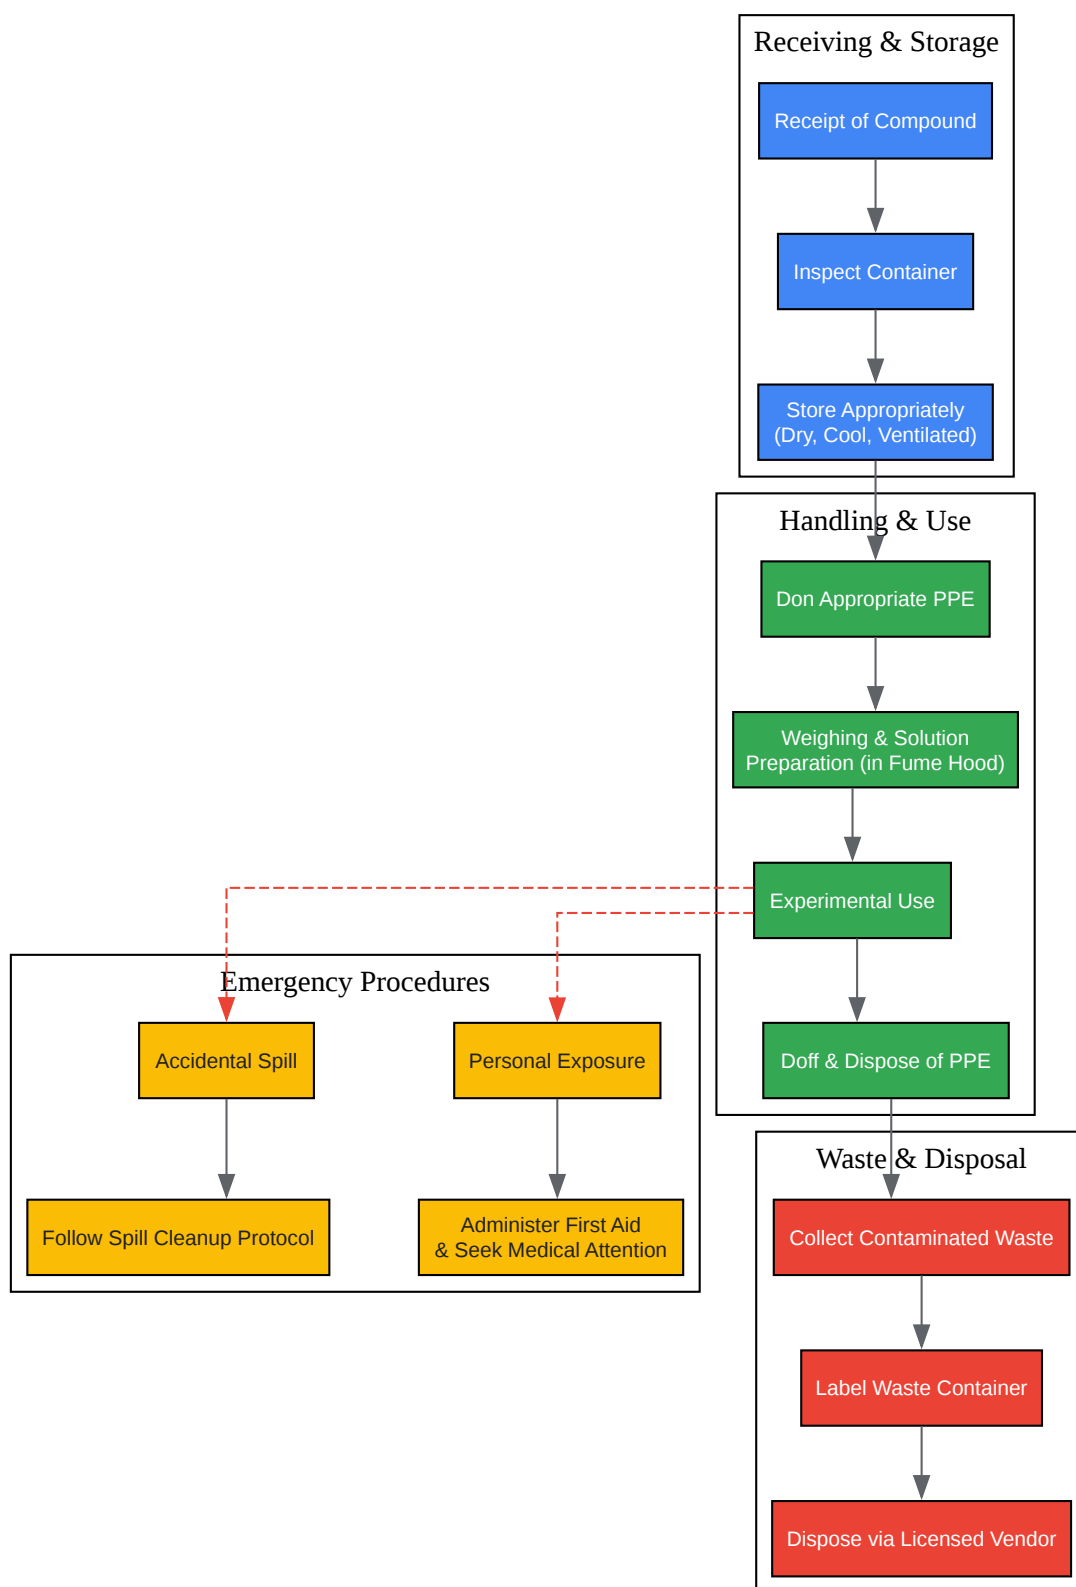 Receiving & Storage
Receipt of Compound
Inspect Container
Store Appropriately
(Dry, Cool, Ventilated)
Handling & Use
Don Appropriate PPE
Weighing & Solution
Preparation (in Fume Hood)
Experimental Use
Doff & Dispose of PPE
Emergency Procedures
Accidental Spill
Personal Exposure
Follow Spill Cleanup Protocol
Administer First Aid
& Seek Medical Attention
Waste & Disposal
Collect Contaminated Waste
Label Waste Container
Dispose via Licensed Vendor